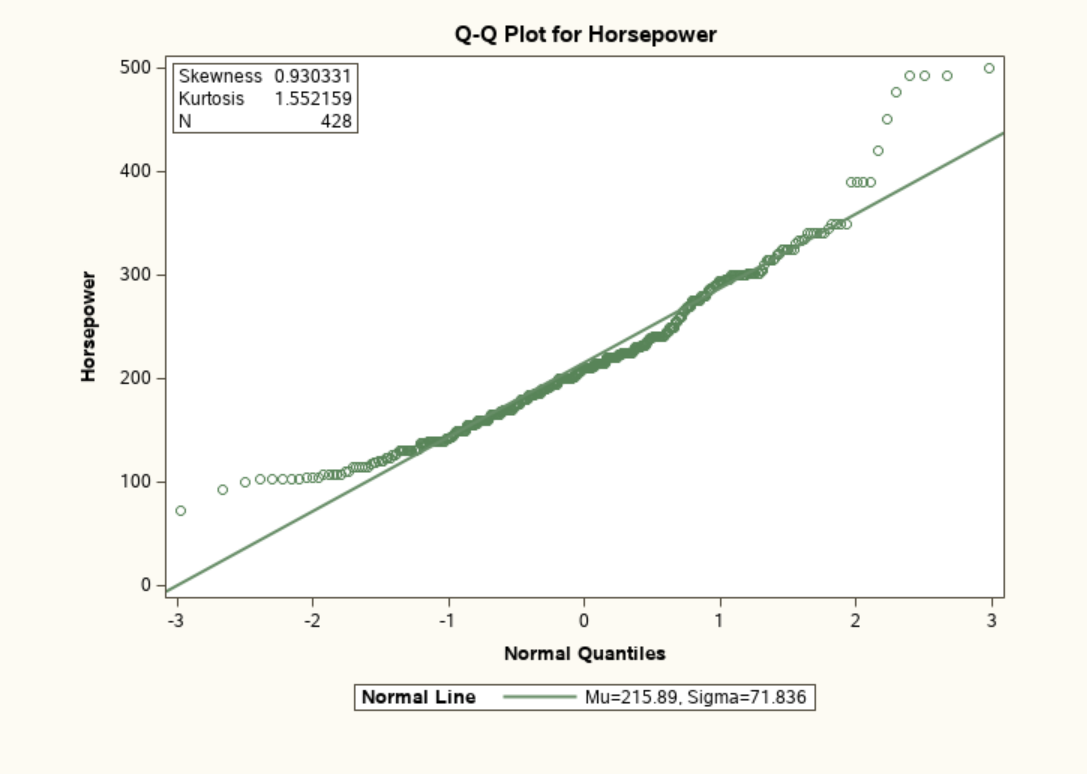 Q-Q Plot for Horsepower
Skewness 0.930331
Kurtosis 1.552159
N 428
500
400
300
200
100
0
Horsepower
-3 -2 -1 0 1 2 3
Normal Quantiles
Normal Line Mu=215.89, Sigma=71.836